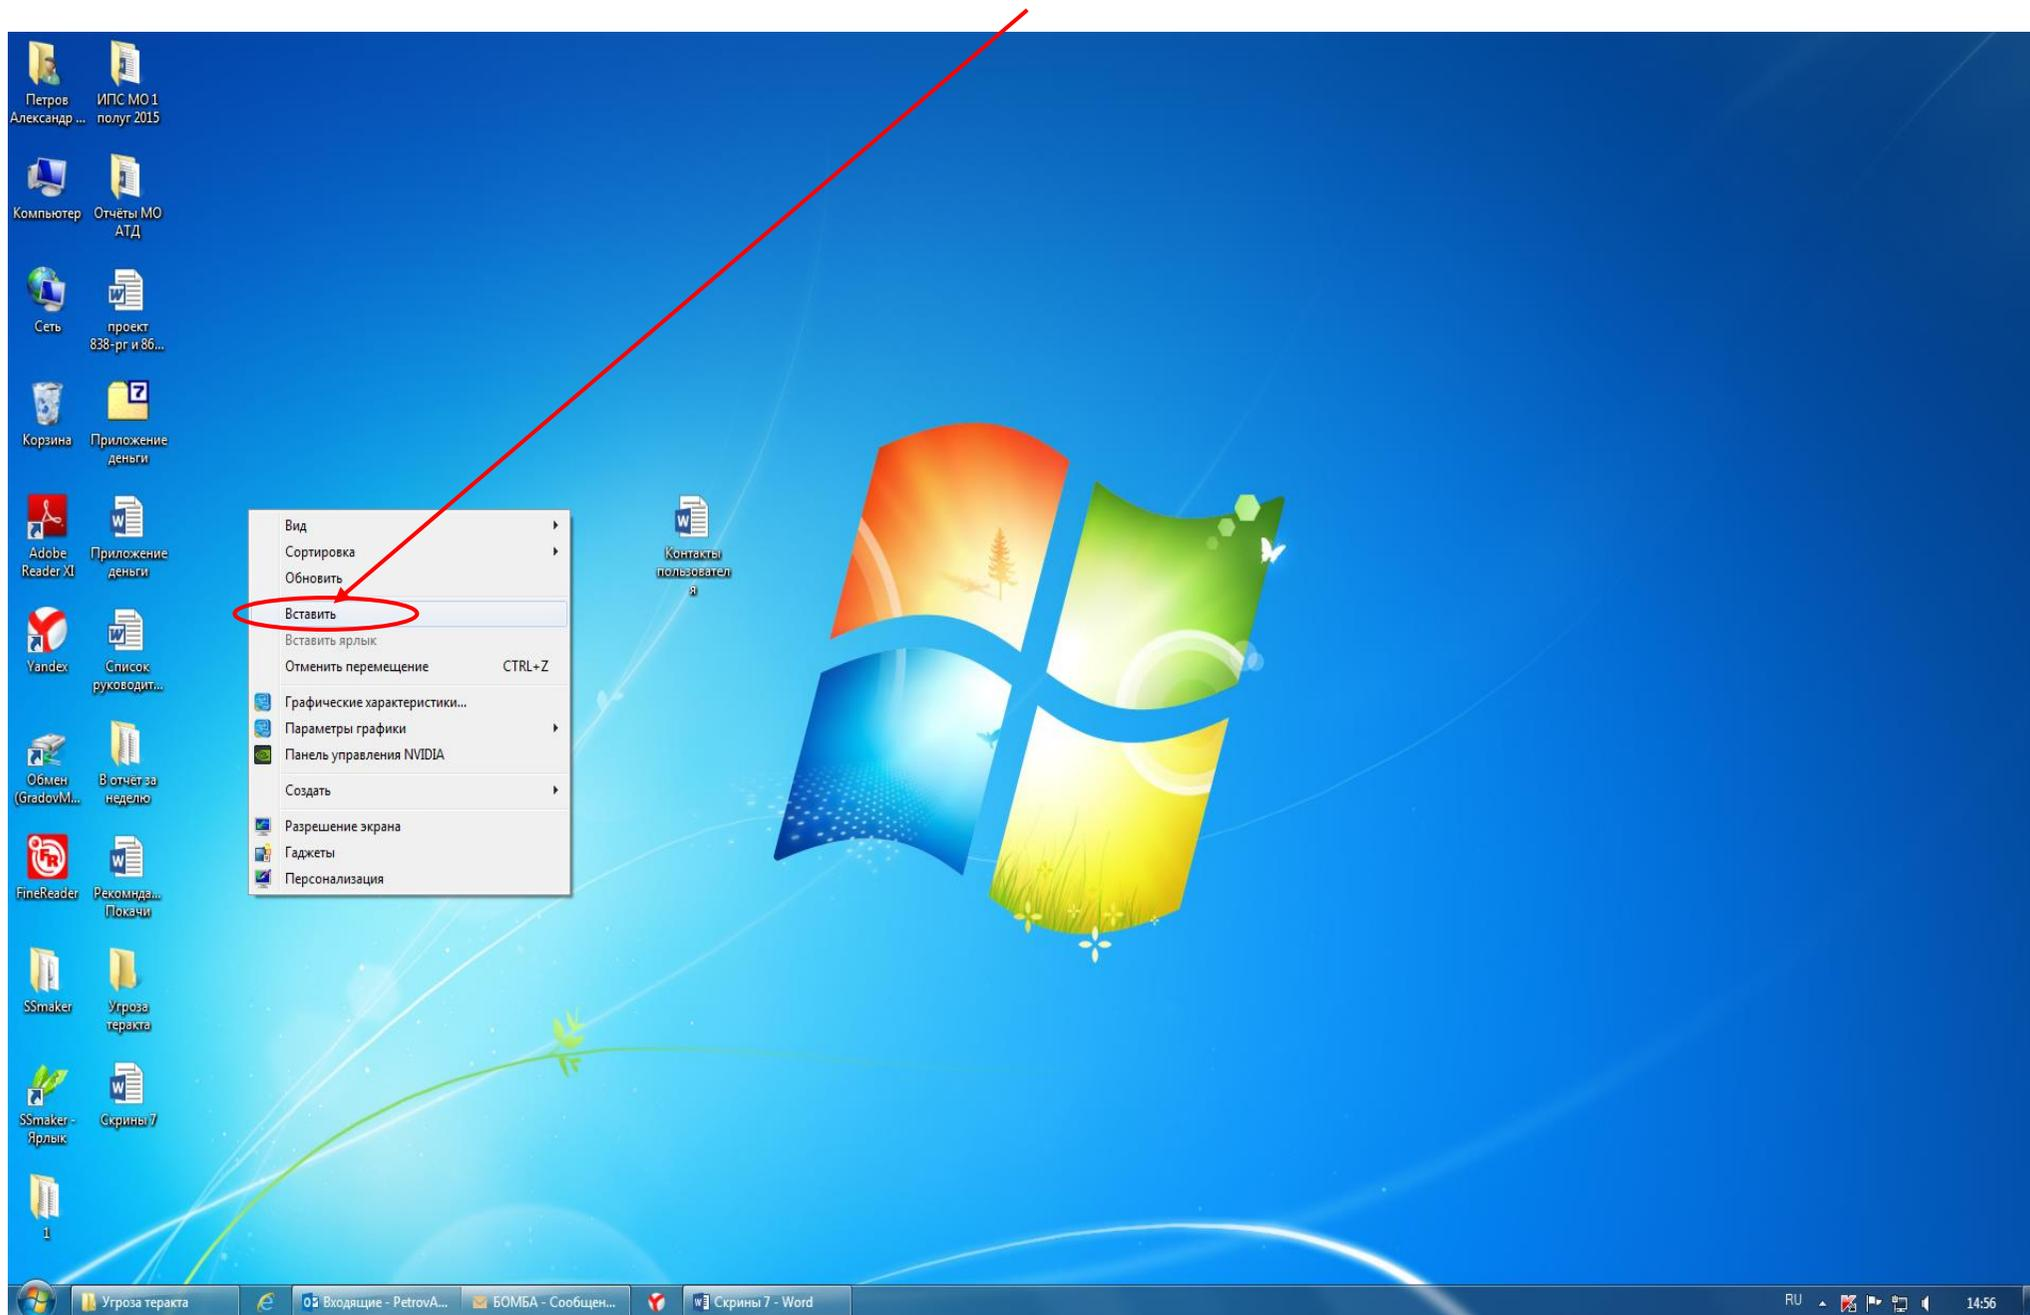 Петров
Александр ...
ИПС МО 1
полуг 2015
Компьютер
Отчёты МО
АТД
Сеть
проект
838-рг и 86...
Корзина
Приложение
деньги
Adobe
Reader XI
Приложение
деньги
Yandex
Список
руководит...
Обмен
(GradovM...
В отчёт за
неделю
FineReader
Рекомнда...
Покачи
SSmaker
Угроза
теракта
SSmaker -
Ярлык
Скрины 7
1
Контакты
пользовател
я
Вид
Сортировка
Обновить
Вставить
Вставить ярлык
Отменить перемещение CTRL+Z
Графические характеристики...
Параметры графики
Панель управления NVIDIA
Создать
Разрешение экрана
Гаджеты
Персонализация
Угроза теракта
Входящие - PetrovA...
БОМБА - Сообщен...
Скрины 7 - Word
RU
14:56